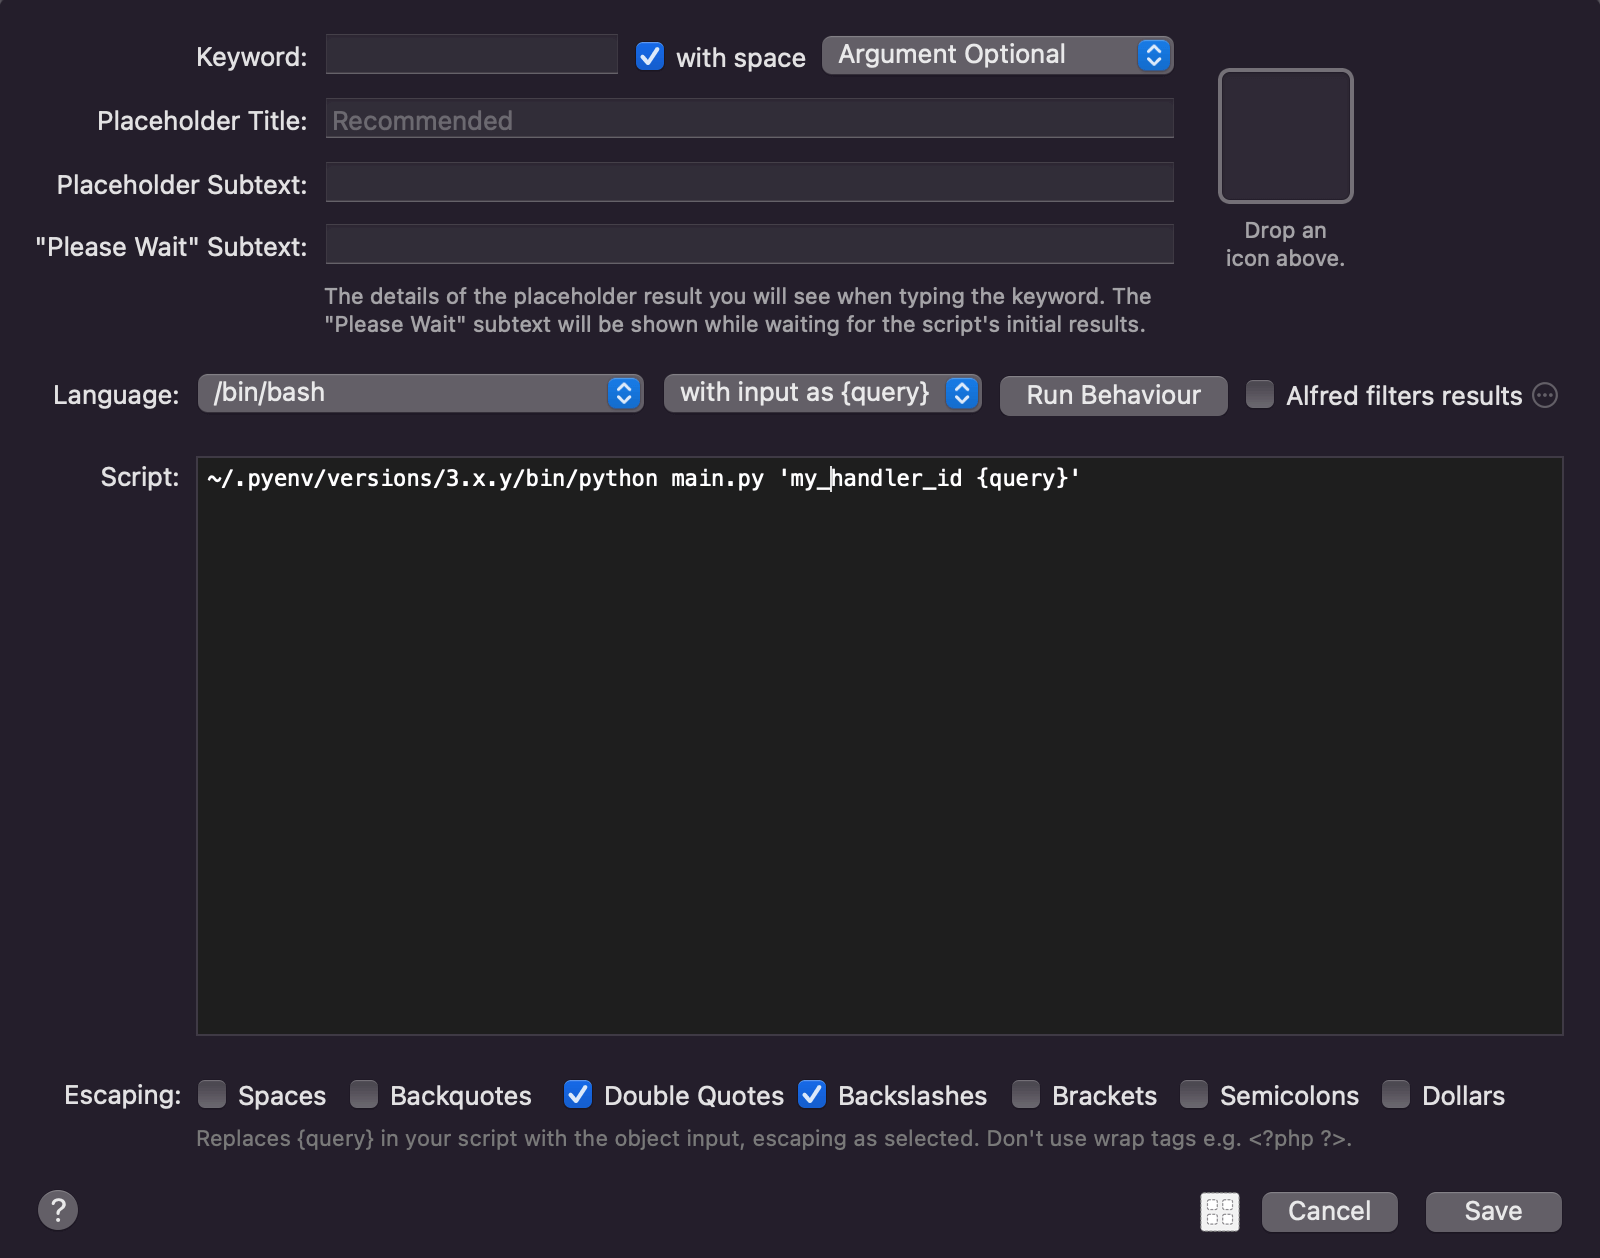 Keyword: with space Argument Optional
Placeholder Title: Recommended
Placeholder Subtext:
"Please Wait" Subtext:
Drop an
icon above.
The details of the placeholder result you will see when typing the keyword. The
"Please Wait" subtext will be shown while waiting for the script's initial results.
Language: /bin/bash with input as {query} Run Behaviour Alfred filters results
Script: ~/.pyenv/versions/3.x.y/bin/python main.py 'my_handler_id {query}'
Escaping: Spaces Backquotes Double Quotes Backslashes Brackets Semicolons Dollars
Replaces {query} in your script with the object input, escaping as selected. Don't use wrap tags e.g. <?php ?>.
? Cancel Save